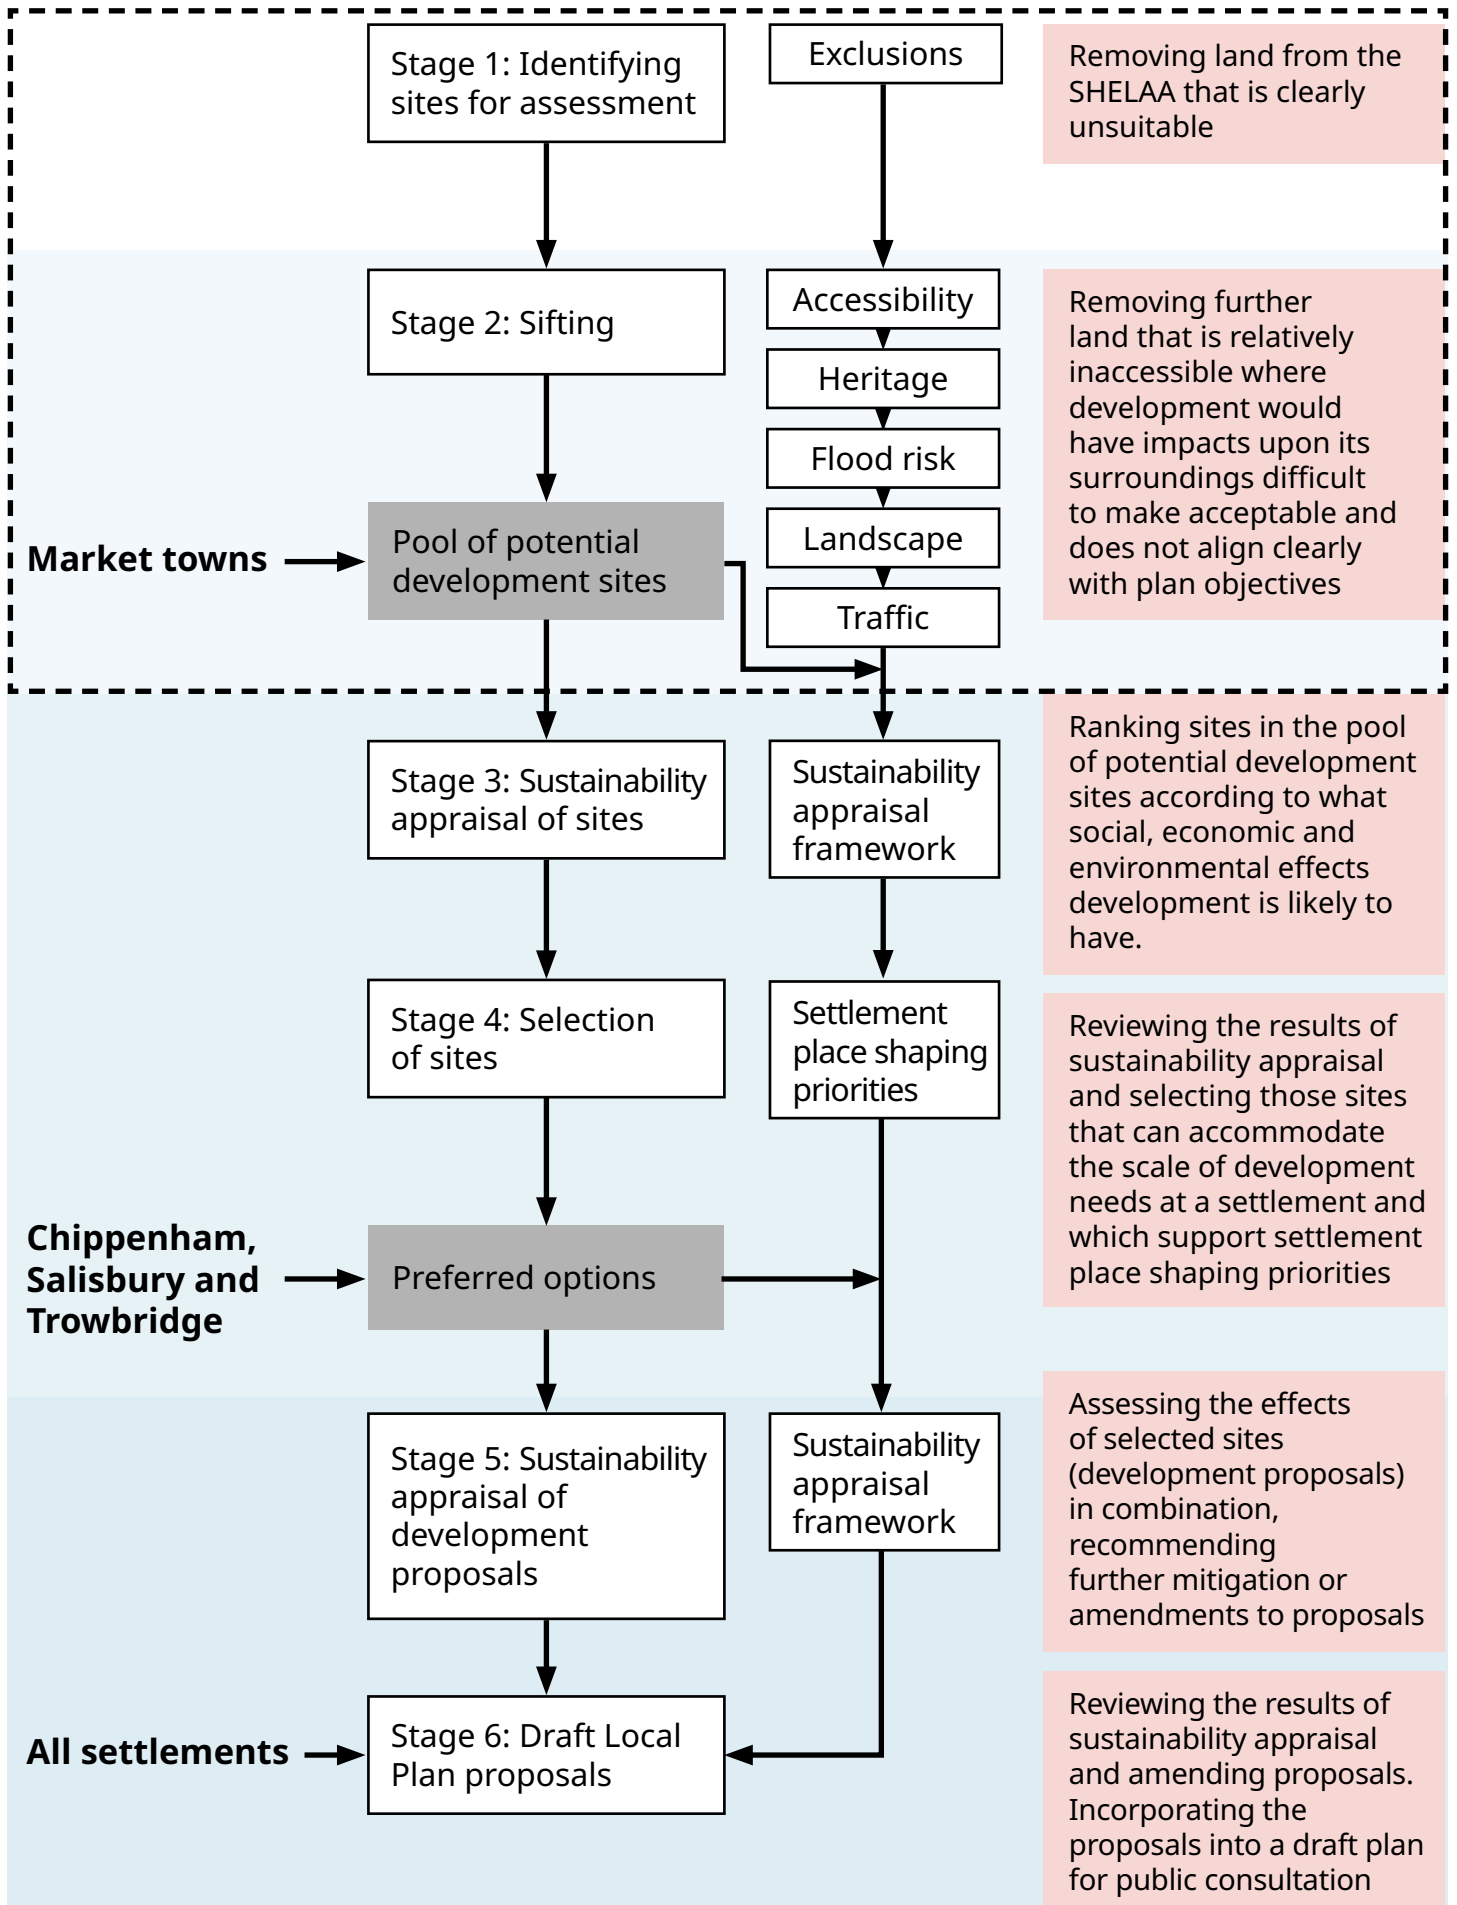 Stage 1: Identifying
sites for assessment
Exclusions
Removing land from the
SHELAA that is clearly
unsuitable
Stage 2: Sifting
Accessibility
Heritage
Flood risk
Landscape
Traffic
Removing further
land that is relatively
inaccessible where
development would
have impacts upon its
surroundings difficult
to make acceptable and
does not align clearly
with plan objectives
Market towns
Pool of potential
development sites
Stage 3: Sustainability
appraisal of sites
Sustainability
appraisal
framework
Ranking sites in the pool
of potential development
sites according to what
social, economic and
environmental effects
development is likely to
have.
Stage 4: Selection
of sites
Settlement
place shaping
priorities
Reviewing the results of
sustainability appraisal
and selecting those sites
that can accommodate
the scale of development
needs at a settlement and
which support settlement
place shaping priorities
Chippenham,
Salisbury and
Trowbridge
Preferred options
Stage 5: Sustainability
appraisal of
development
proposals
Sustainability
appraisal
framework
Assessing the effects
of selected sites
(development proposals)
in combination,
recommending
further mitigation or
amendments to proposals
All settlements
Stage 6: Draft Local
Plan proposals
Reviewing the results of
sustainability appraisal
and amending proposals.
Incorporating the
proposals into a draft plan
for public consultation